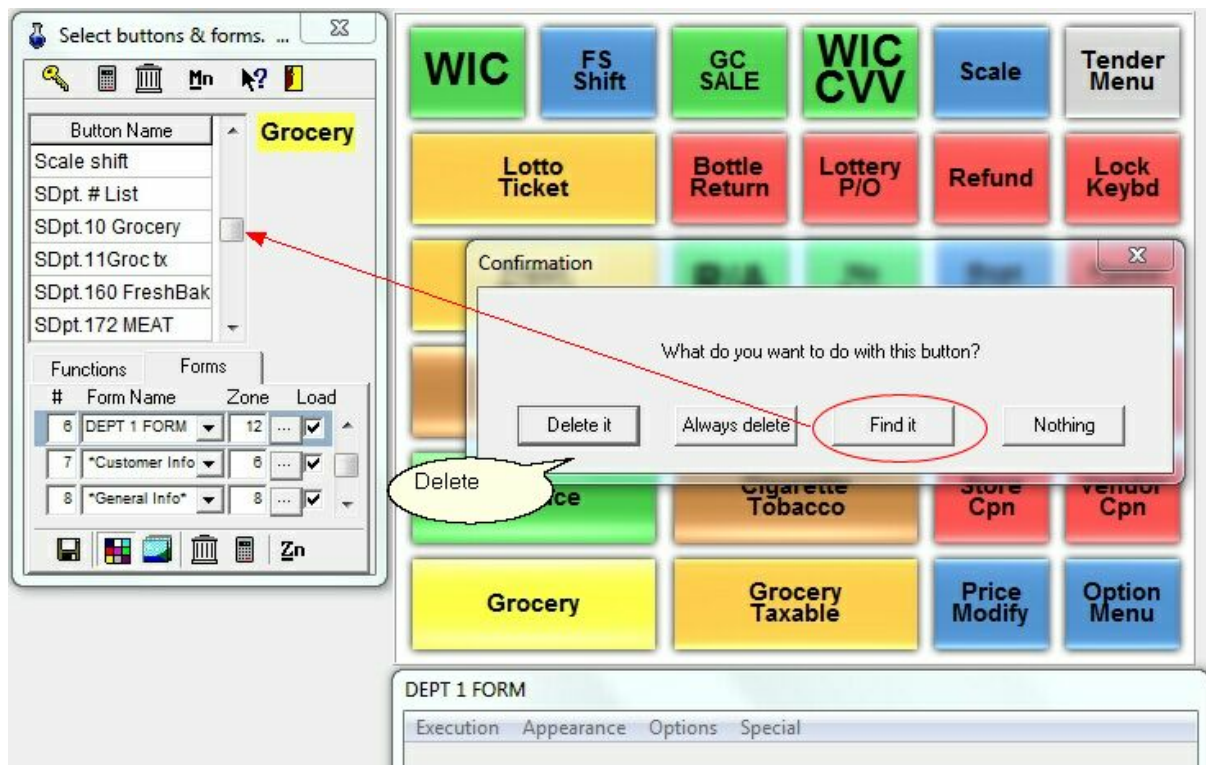 Select buttons & forms. ...
Mn
Button Name
Grocery
Scale shift
SDpt. # List
SDpt.10 Grocery
SDpt.11Groc tx
SDpt.160 FreshBak
SDpt.172 MEAT
Functions
Forms
# Form Name Zone Load
6 DEPT 1 FORM 12 ...
7 *Customer Info 6 ...
8 *General Info* 8 ...
Zn
WIC
FS
Shift
GC
SALE
WIC
CVV
Scale
Tender
Menu
Lotto
Ticket
Bottle
Return
Lottery
P/O
Refund
Lock
Keybd
Confirmation
What do you want to do with this button?
Delete it
Always delete
Find it
Nothing
Delete
ce
Cigarette
Tobacco
Store
Cpn
Vendor
Cpn
Grocery
Grocery
Taxable
Price
Modify
Option
Menu
DEPT 1 FORM
Execution Appearance Options Special